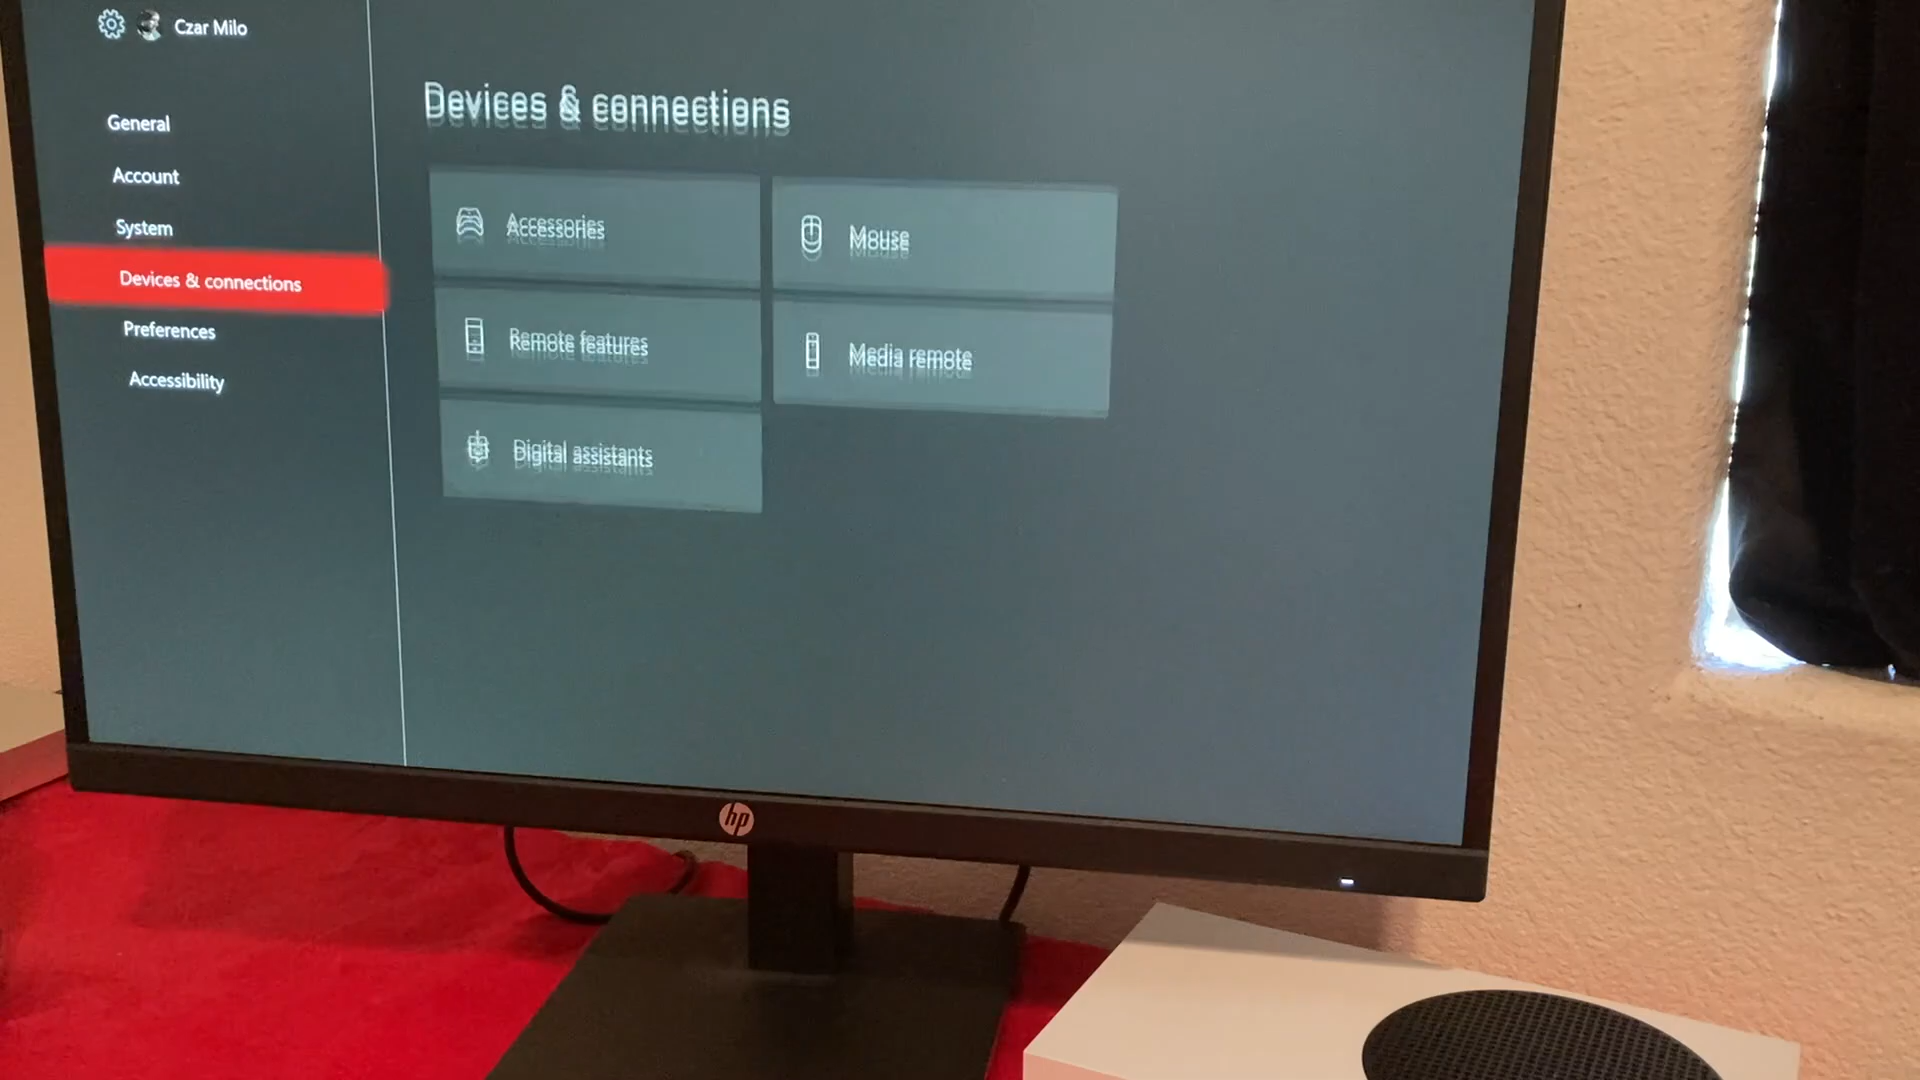 Czar Milo
General
Account
System
Devices & connections
Preferences
Accessibility
Devices & connections
Accessories
Mouse
Remote features
Media remote
Digital assistants
hp